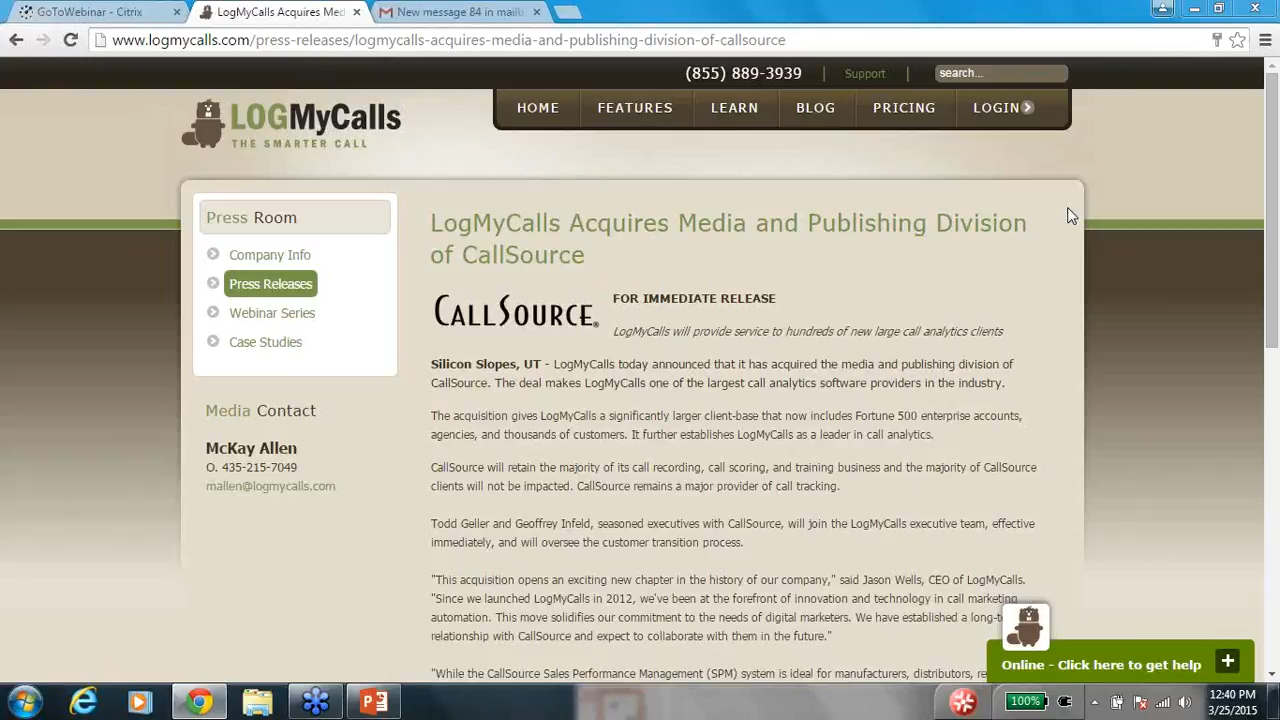 GoToWebinar - Citrix
LogMyCalls Acquires Med
New message 84 in mail
www.logmycalls.com/press-releases/logmycalls-acquires-media-and-publishing-division-of-callsource
(855) 889-3939 | Support | search...
LOGMyCalls
THE SMARTER CALL
HOME FEATURES LEARN BLOG PRICING LOGIN
Press Room
Company Info
Press Releases
Webinar Series
Case Studies
Media Contact
McKay Allen
O. 435-215-7049
mallen@logmycalls.com
LogMyCalls Acquires Media and Publishing Division
of CallSource
CALLSOURCE®
FOR IMMEDIATE RELEASE
LogMyCalls will provide service to hundreds of new large call analytics clients
Silicon Slopes, UT - LogMyCalls today announced that it has acquired the media and publishing division of
CallSource. The deal makes LogMyCalls one of the largest call analytics software providers in the industry.
The acquisition gives LogMyCalls a significantly larger client-base that now includes Fortune 500 enterprise accounts,
agencies, and thousands of customers. It further establishes LogMyCalls as a leader in call analytics.
CallSource will retain the majority of its call recording, call scoring, and training business and the majority of CallSource
clients will not be impacted. CallSource remains a major provider of call tracking.
Todd Geller and Geoffrey Infeld, seasoned executives with CallSource, will join the LogMyCalls executive team, effective
immediately, and will oversee the customer transition process.
"This acquisition opens an exciting new chapter in the history of our company," said Jason Wells, CEO of LogMyCalls.
"Since we launched LogMyCalls in 2012, we've been at the forefront of innovation and technology in call marketing
automation. This move solidifies our commitment to the needs of digital marketers. We have established a long-t
relationship with CallSource and expect to collaborate with them in the future."
"While the CallSource Sales Performance Management (SPM) system is ideal for manufacturers, distributors, re
Online - Click here to get help
100%
12:40 PM
3/25/2015